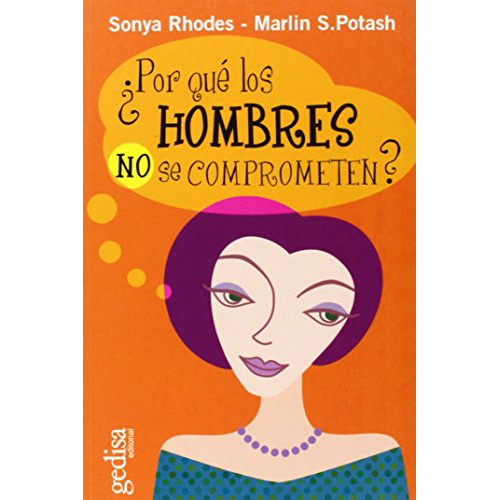 Sonya Rhodes - Marlin S.Potash
¿Por qué los
HOMBRES
NO se COMPROMETEN?
gedisa
editorial